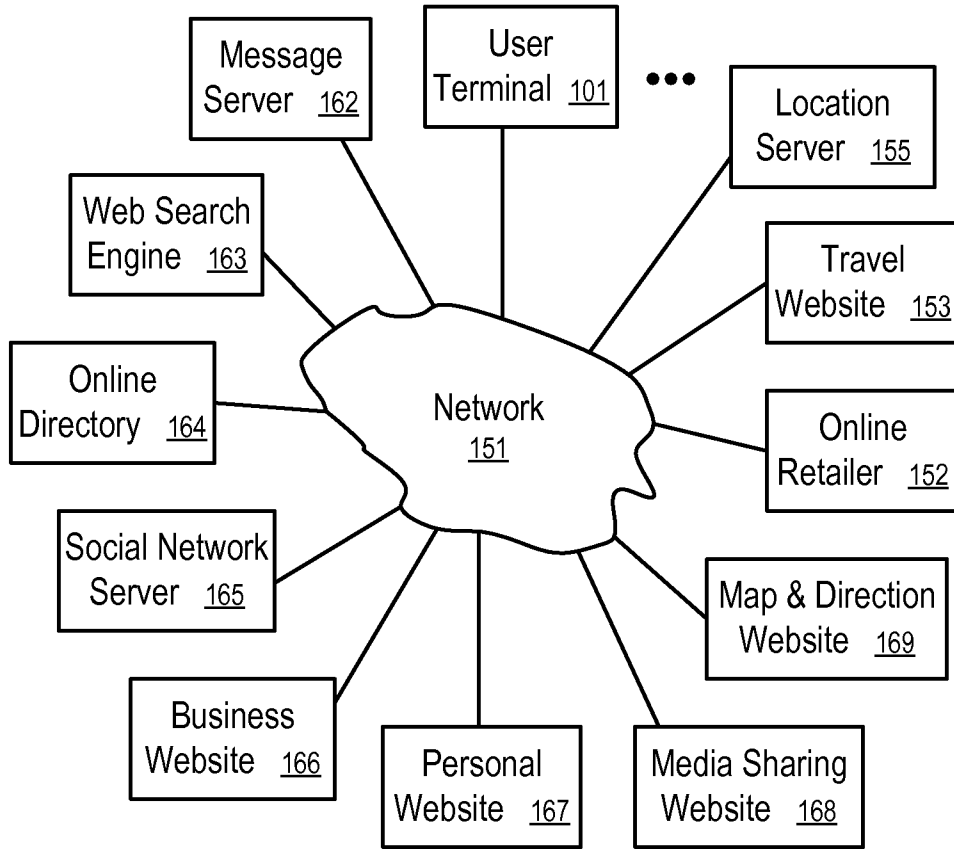 Message
Server 162
User
Terminal 101
•••
Location
Server 155
Web Search
Engine 163
Travel
Website 153
Online
Directory 164
Network
151
Online
Retailer 152
Social Network
Server 165
Map & Direction
Website 169
Business
Website 166
Personal
Website 167
Media Sharing
Website 168